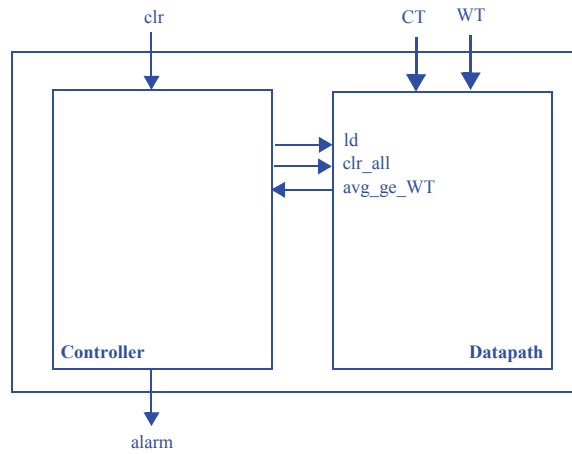 clr
CT
WT
ld
clr_all
avg_ge_WT
Controller
Datapath
alarm